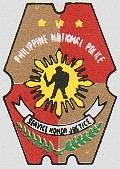 PHILIPPINE NATIONAL POLICE
SERVICE HONOR JUSTICE